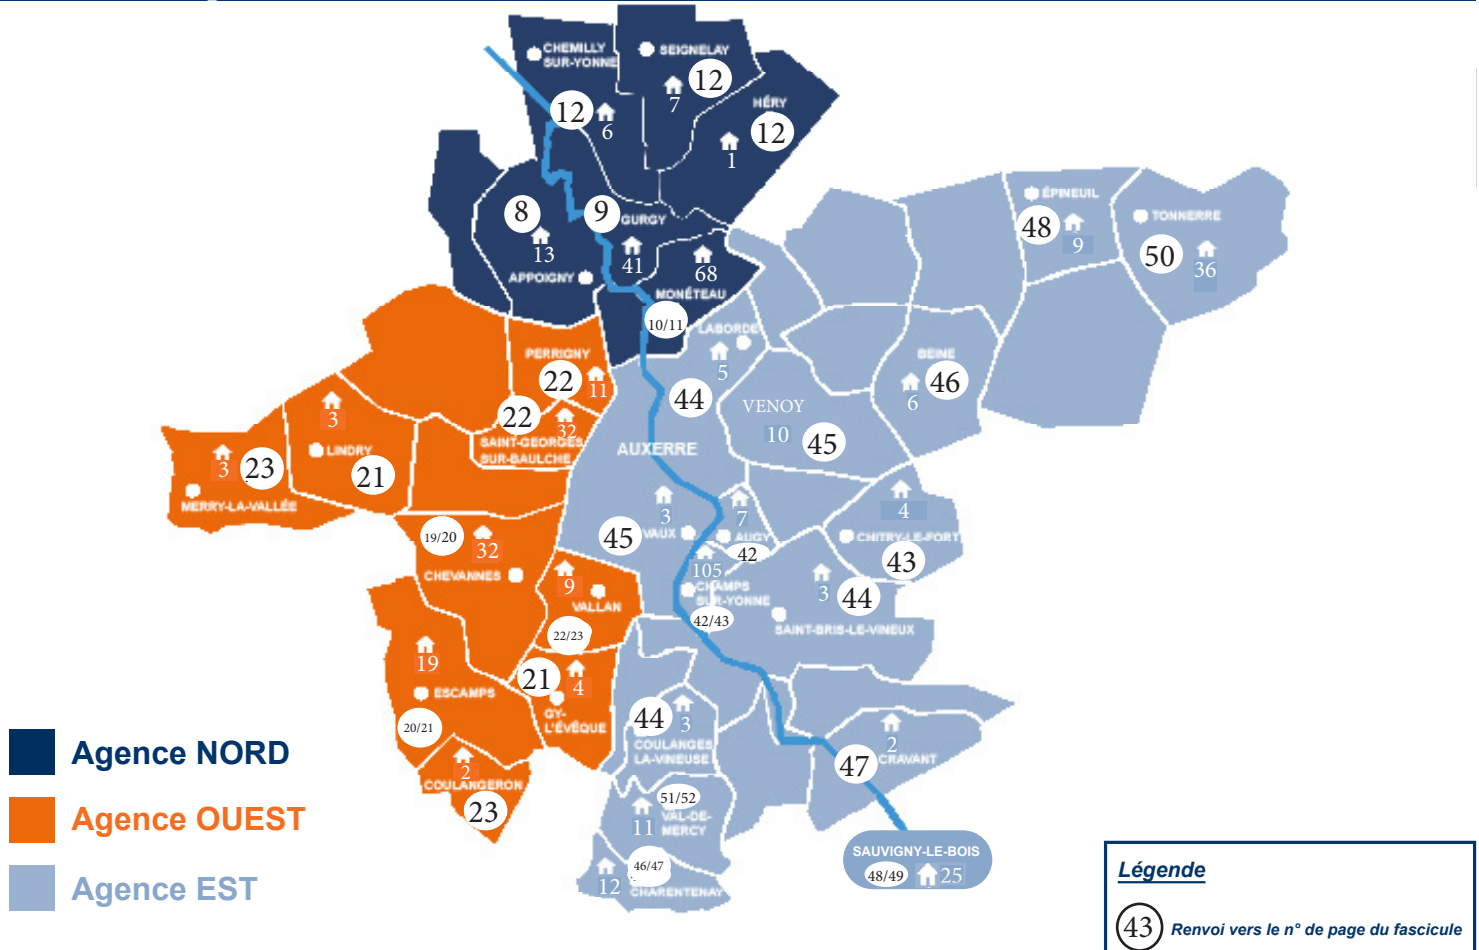 CHEMILLY
SUR-YONNE
12
6
SEIGNELAY
12
7
HÉRY
12
1
8
13
APPOIGNY
9
GURGY
41
68
MONÉTEAU
10/11
ÉPINEUIL
48
9
TONNERRE
50
36
PERRIGNY
22
11
22
32
SAINT-GEORGES
SUR-BAULCHE
3
LINDRY
21
3
23
MERRY-LA-VALLÉE
19/20
32
CHEVANNES
9
VALLAN
22/23
21
4
GY-
L'ÉVÊQUE
19
ESCAMPS
20/21
2
COULANGERON
23
LABORDE
5
44
AUXERRE
VENOY
10
45
BEINE
6
46
3
VAUX
45
7
AUGY
42
105
CHAMPS
SUR-YONNE
42/43
4
CHITRY-LE-FORT
43
3
44
SAINT-BRIS-LE-VINEUX
44
3
COULANGES
LA-VINEUSE
51/52
11
VAL-DE-
MERCY
46/47
12
CHARENTENAY
2
CRAVANT
47
SAUVIGNY-LE-BOIS
48/49
25
Agence NORD
Agence OUEST
Agence EST
Légende
43 Renvoi vers le n° de page du fascicule